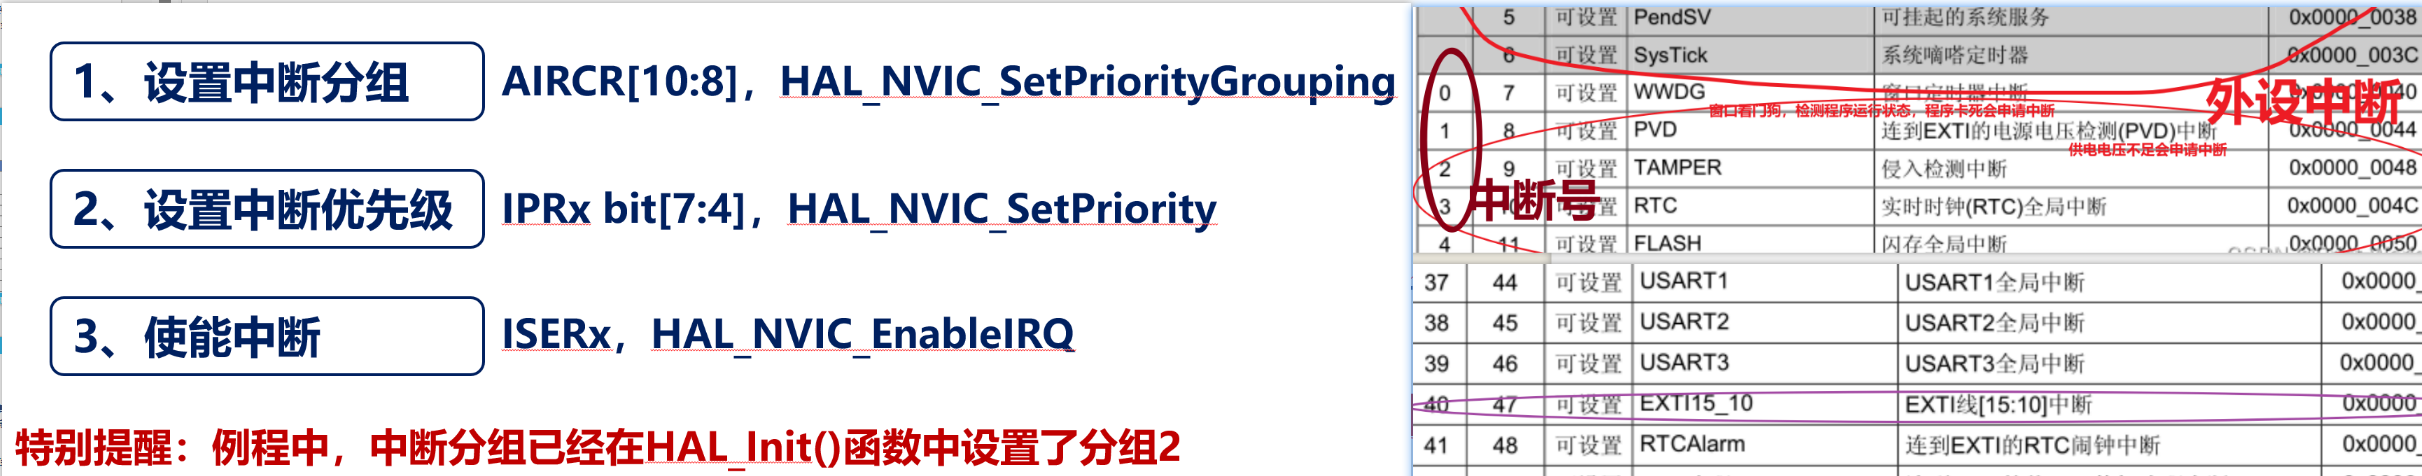 1、设置中断分组
AIRCR[10:8]，HAL_NVIC_SetPriorityGrouping
2、设置中断优先级
IPRx bit[7:4]，HAL_NVIC_SetPriority
3、使能中断
ISERx，HAL_NVIC_EnableIRQ
特别提醒：例程中，中断分组已经在HAL_Init()函数中设置了分组2
5 可设置 PendSV 可挂起的系统服务 0x0000_0038
6 可设置 SysTick 系统嘀嗒定时器 0x0000_003C
0 7 可设置 WWDG 窗口定时器中断
外设中断
窗口看门狗，检测程序运行状态，程序卡死会申请中断
1 8 可设置 PVD 连到EXTI的电源电压检测(PVD)中断 0x0000_0044
供电电压不足会申请中断
2 9 可设置 TAMPER 侵入检测中断 0x0000_0048
中断号
3 可设置 RTC 实时时钟(RTC)全局中断 0x0000_004C
4 11 可设置 FLASH 闪存全局中断 0x0000_0050
37 44 可设置 USART1 USART1全局中断 0x0000_
38 45 可设置 USART2 USART2全局中断 0x0000_
39 46 可设置 USART3 USART3全局中断 0x0000_
40 47 可设置 EXTI15_10 EXTI线[15:10]中断 0x0000_
41 48 可设置 RTCAlarm 连到EXTI的RTC闹钟中断 0x0000_